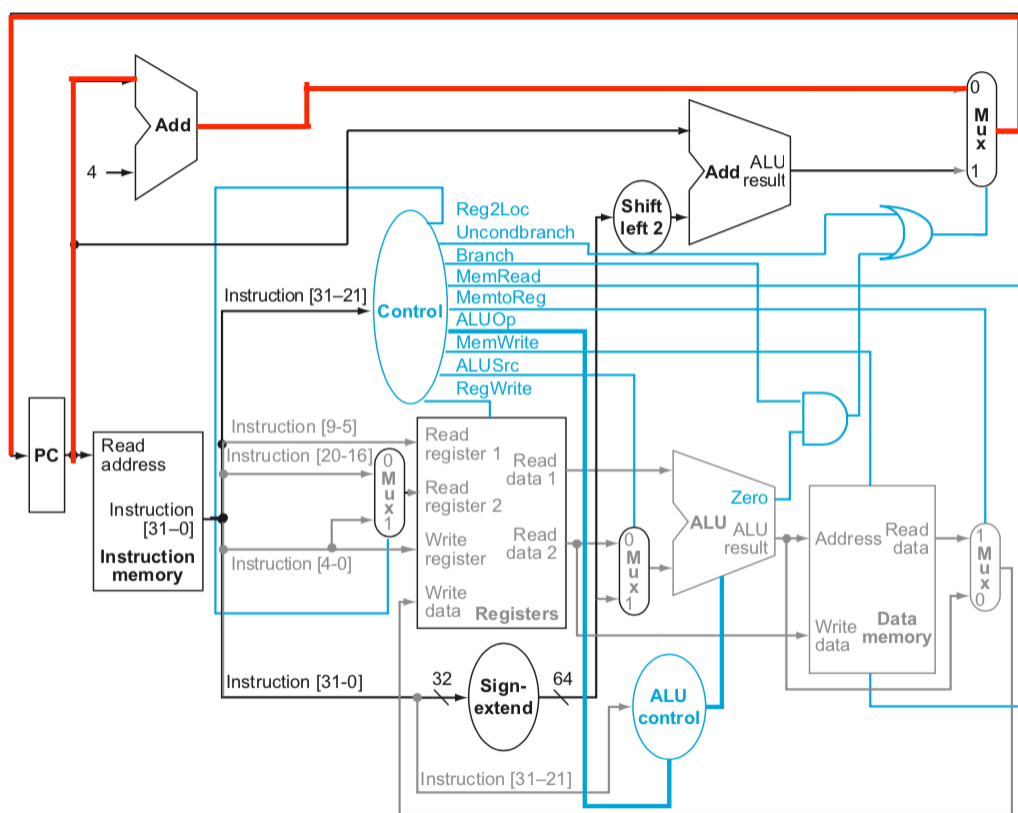 Add
4
0
M
u
x
1
Add
ALU
result
Shift
left 2
Reg2Loc
Uncondbranch
Branch
MemRead
MemtoReg
ALUOp
MemWrite
ALUSrc
RegWrite
Control
Instruction [31–21]
PC
Read
address
Instruction
[31–0]
Instruction
memory
Instruction [9-5]
Instruction [20-16]
Instruction [4-0]
0
M
u
x
1
Read
register 1
Read
register 2
Write
register
Write
data
Read
data 1
Read
data 2
Registers
0
M
u
x
1
Zero
ALU
ALU
result
Address
Read
data
Write
data
Data
memory
1
M
u
x
0
Instruction [31-0]
32
Sign-
extend
64
ALU
control
Instruction [31–21]